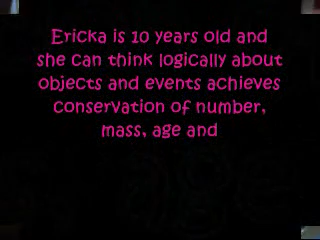 Ericka is 10 years old and
she can think logically about
objects and events achieves
conservation of number,
mass, age and